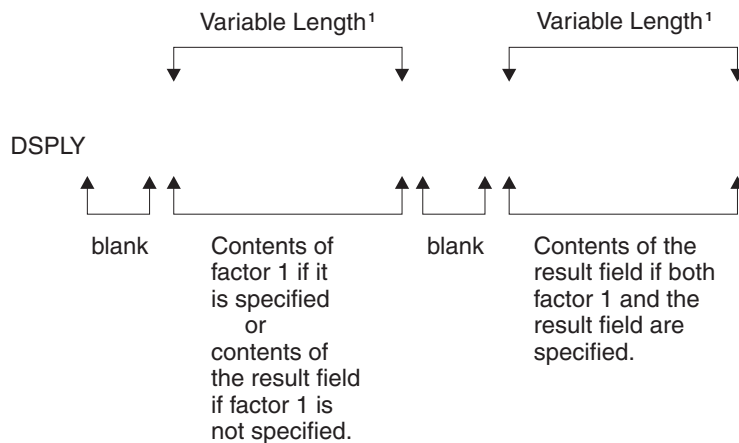 Variable Length¹ Variable Length¹
DSPLY
blank
Contents of
factor 1 if it
is specified
or
contents of
the result field
if factor 1 is
not specified.
blank
Contents of the
result field if both
factor 1 and the
result field are
specified.